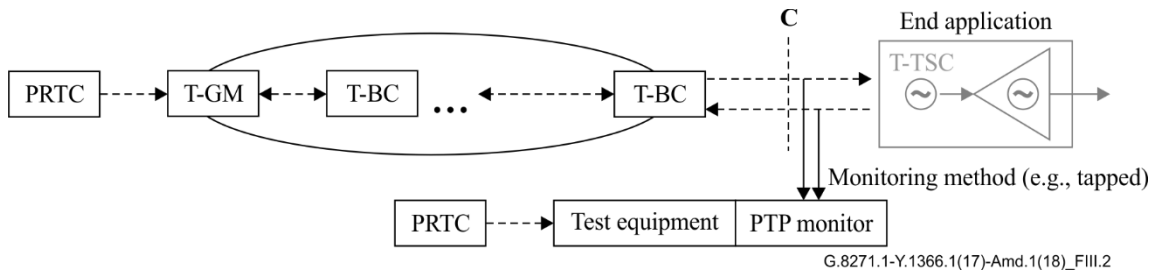 C
End application
PRTC
T-GM
T-BC
...
T-BC
T-TSC
~
~
Monitoring method (e.g., tapped)
PRTC
Test equipment
PTP monitor
G.8271.1-Y.1366.1(17)-Amd.1(18)_FIII.2